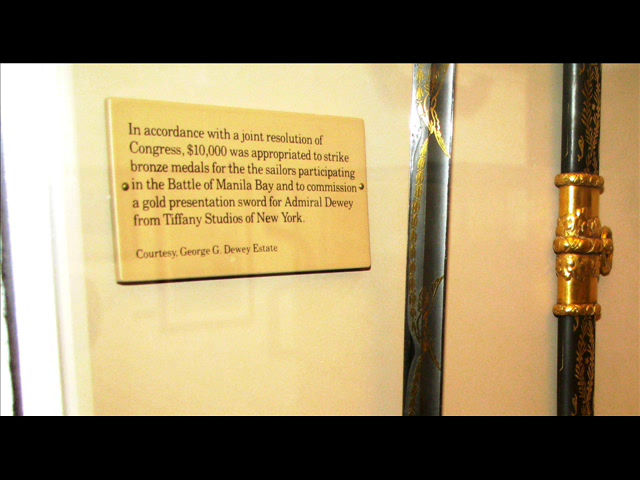 In accordance with a joint resolution of
Congress, $10,000 was appropriated to strike
bronze medals for the the sailors participating
in the Battle of Manila Bay and to commission
a gold presentation sword for Admiral Dewey
from Tiffany Studios of New York.
Courtesy, George G. Dewey Estate